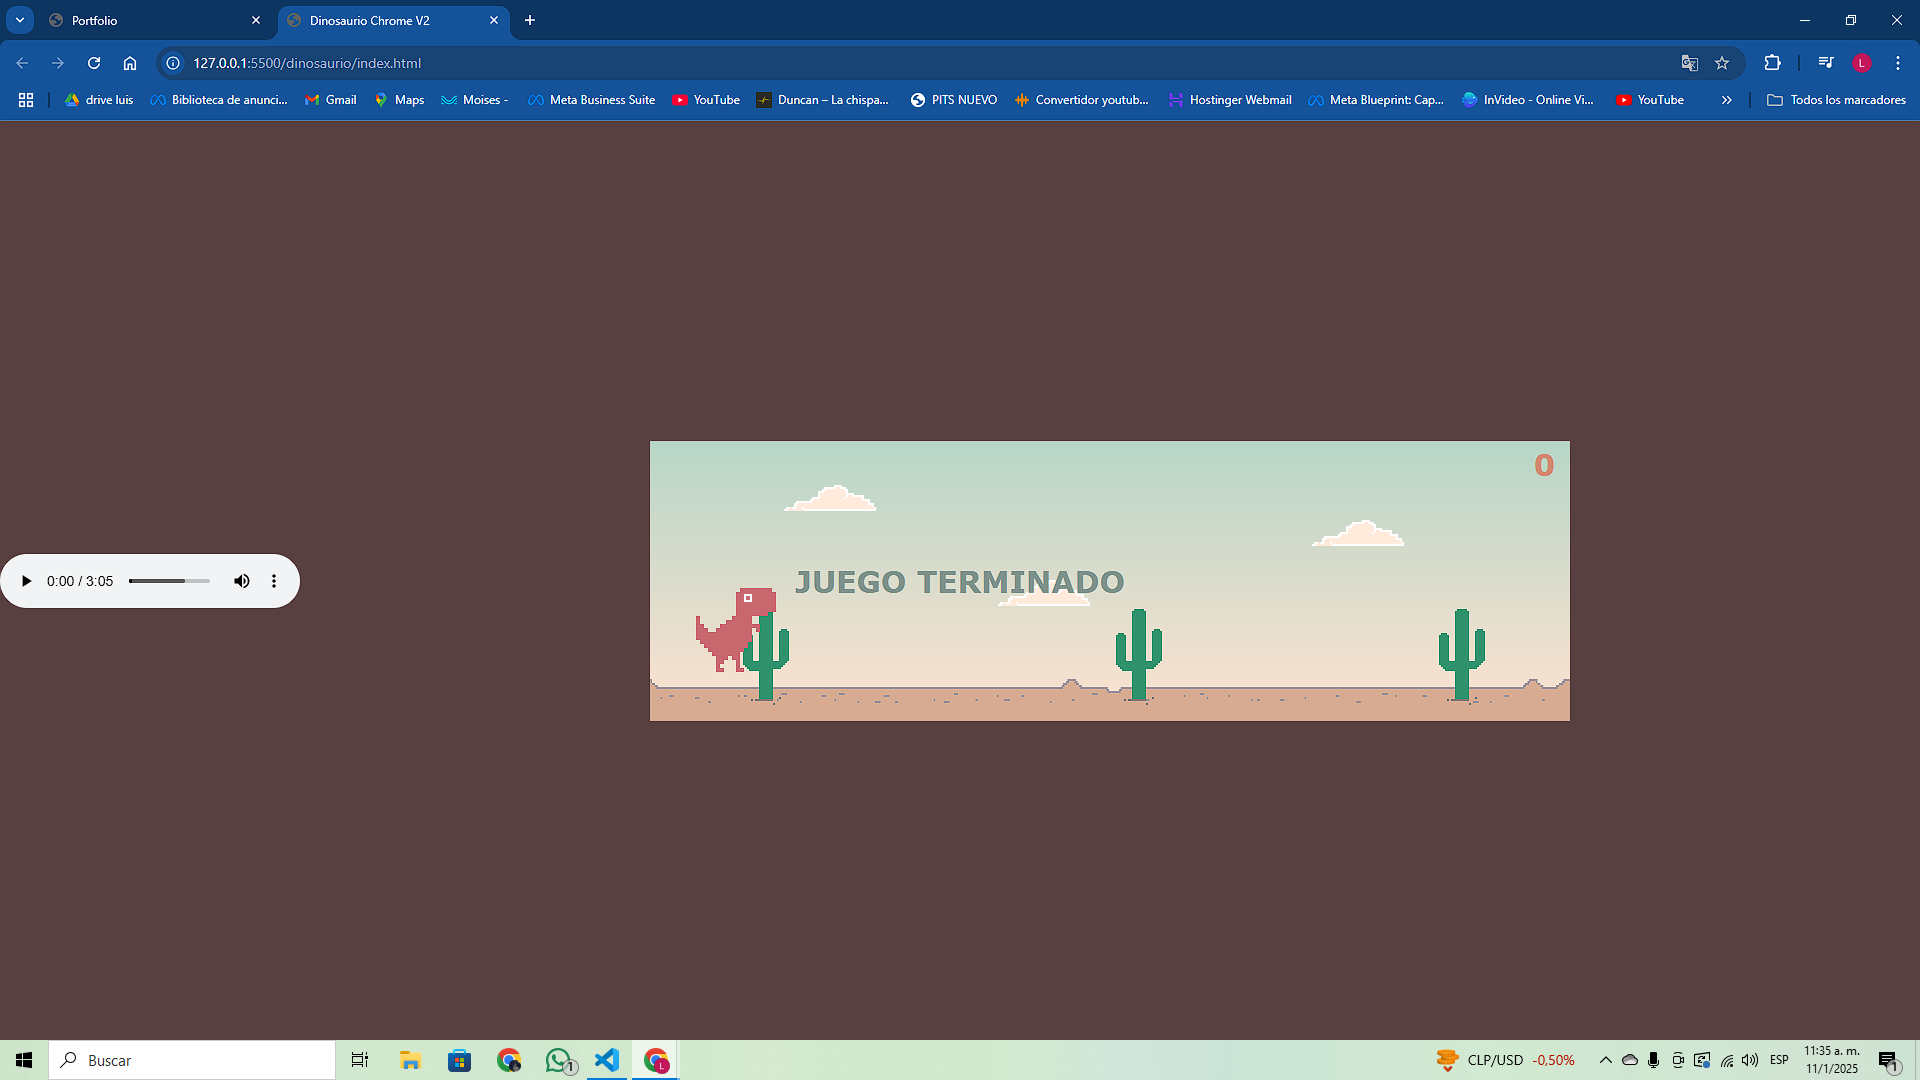 Portfolio
Dinosaurio Chrome V2
127.0.0.1:5500/dinosaurio/index.html
L
drive luis
Biblioteca de anunci...
Gmail
Maps
Moises -
Meta Business Suite
YouTube
Duncan – La chispa...
PITS NUEVO
Convertidor youtub...
Hostinger Webmail
Meta Blueprint: Cap...
InVideo - Online Vi...
YouTube
Todos los marcadores
0
JUEGO TERMINADO
0:00 / 3:05
Buscar
1
L
CLP/USD -0,50%
ESP
11:35 a. m.
11/1/2025
1